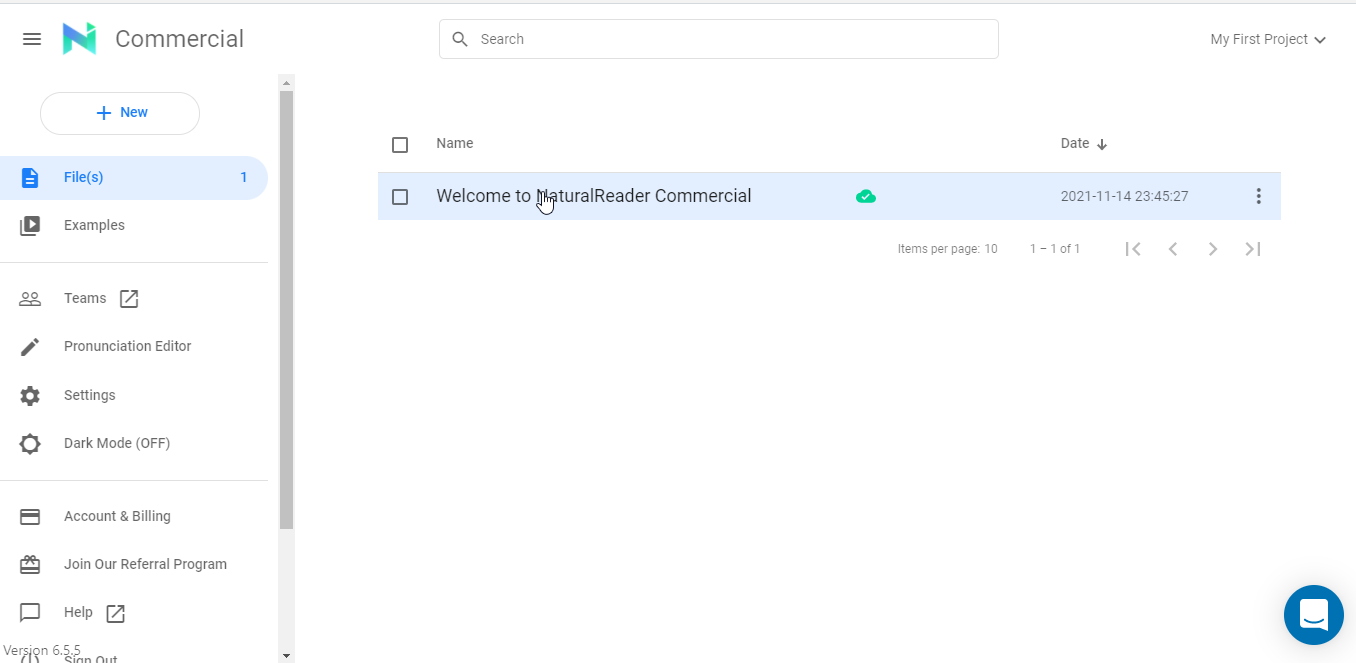 Commercial
Search
My First Project
New
File(s) 1
Examples
Teams
Pronunciation Editor
Settings
Dark Mode (OFF)
Account & Billing
Join Our Referral Program
Help
Version 6.5.5
Sign Out
Name Date
Welcome to NaturalReader Commercial 2021-11-14 23:45:27
Items per page: 10 1 – 1 of 1